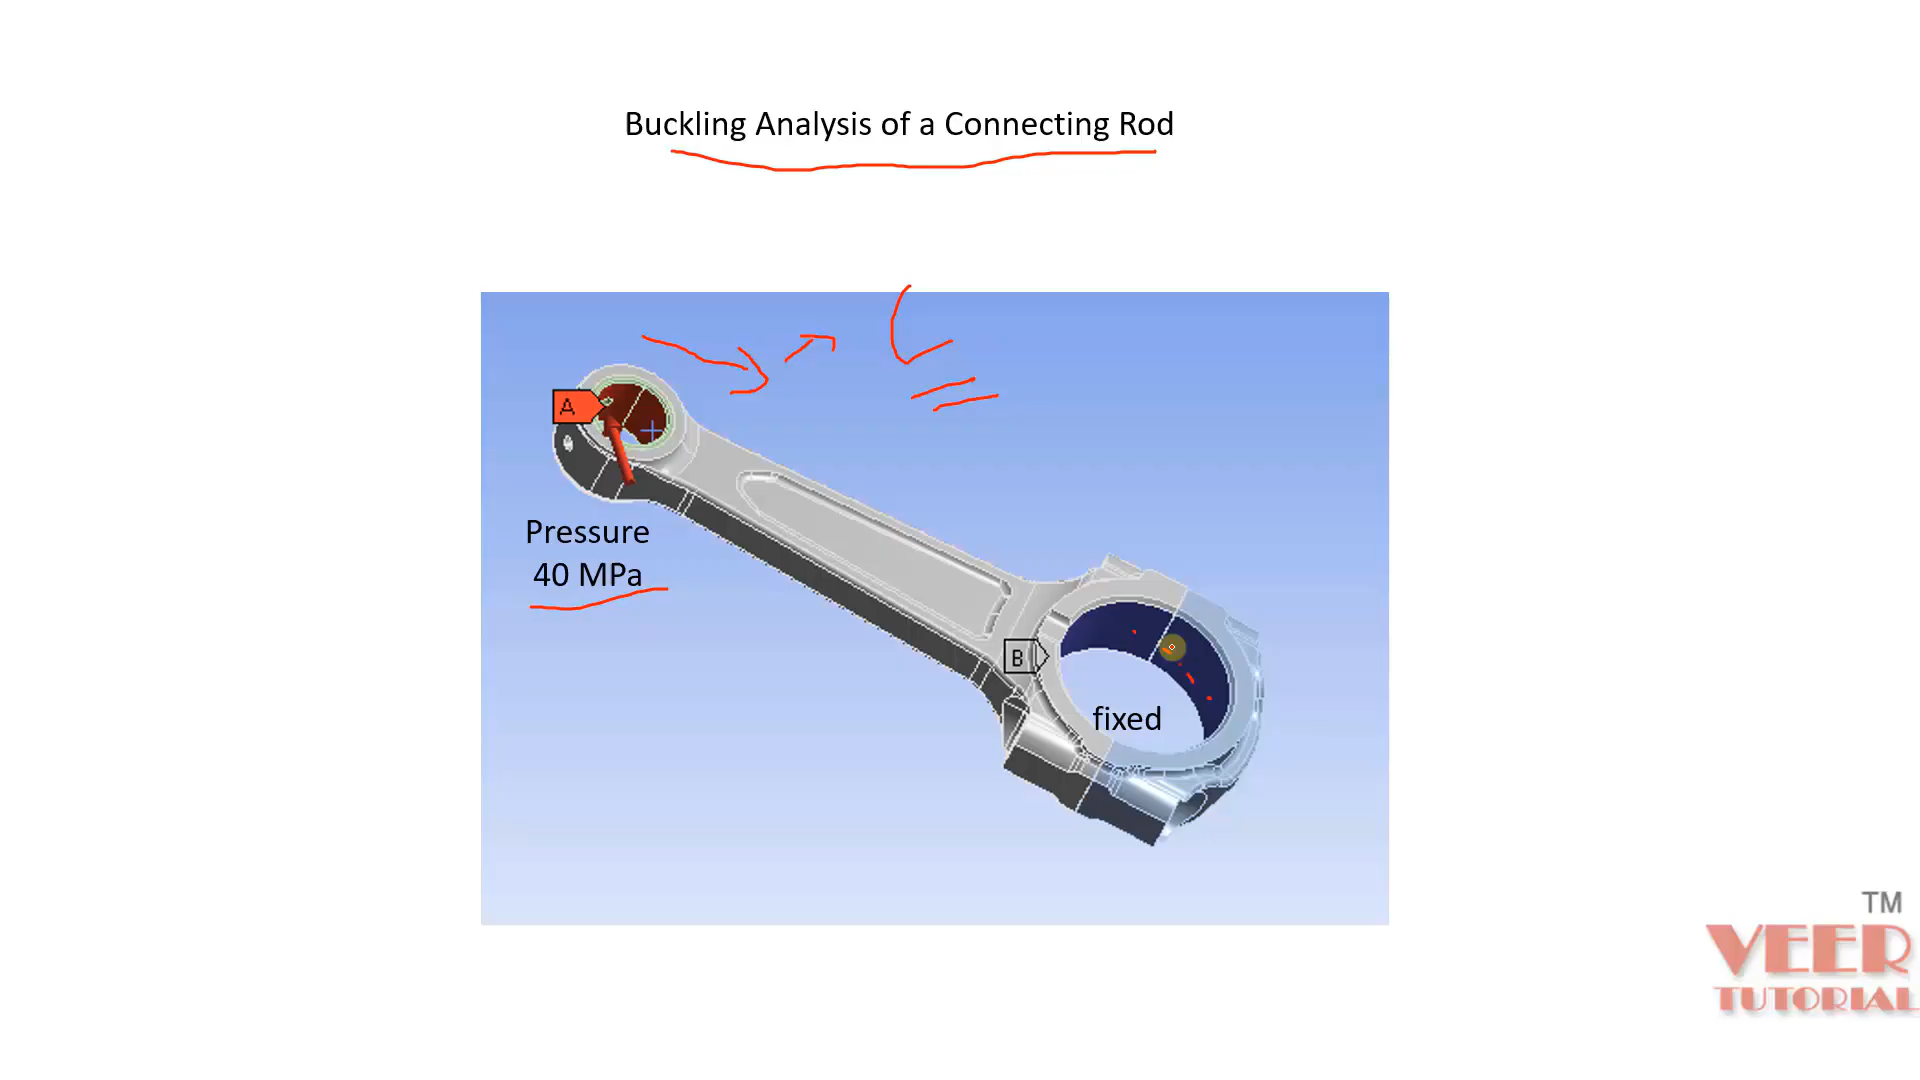 Buckling Analysis of a Connecting Rod
A
Pressure
40 MPa
B
fixed
TM
VEER
TUTORIAL